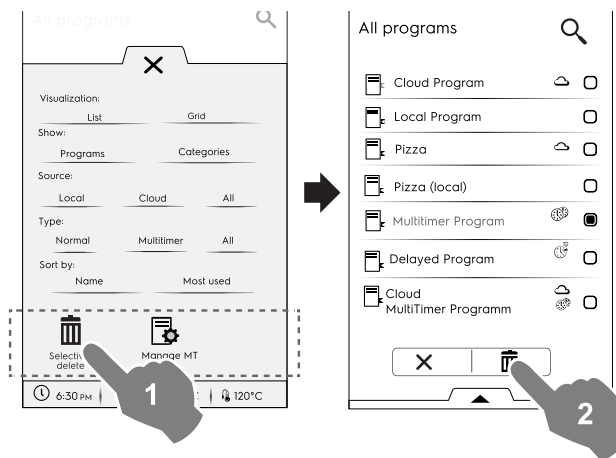 All programs
Visualization:
List Grid
Show:
Programs Categories
Source:
Local Cloud All
Type:
Normal Multitimer All
Sort by:
Name Most used
delete
Manage MT
6:30 PM 120°C
1
All programs
Cloud Program
Local Program
Pizza
Pizza (local)
Multitimer Program
Delayed Program
Cloud
MultiTimer Programm
2